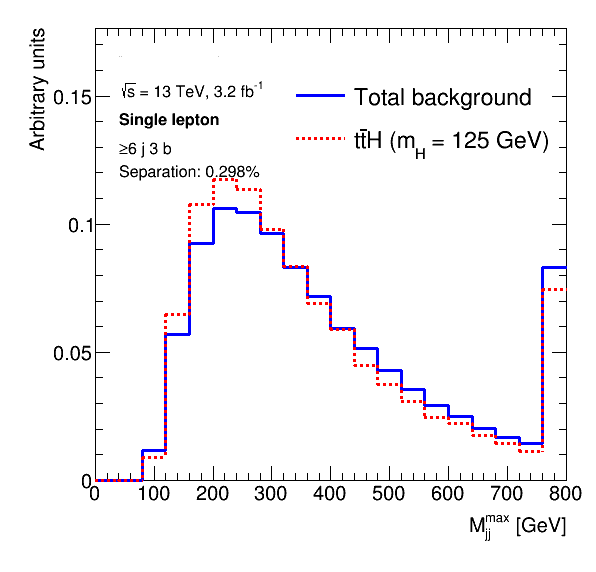 Arbitrary units
√s = 13 TeV, 3.2 fb⁻¹
Single lepton
≥6 j 3 b
Separation: 0.298%
Total background
tt̄H (m_H = 125 GeV)
0.15
0.1
0.05
0
0 100 200 300 400 500 600 700 800
M_jj^max [GeV]